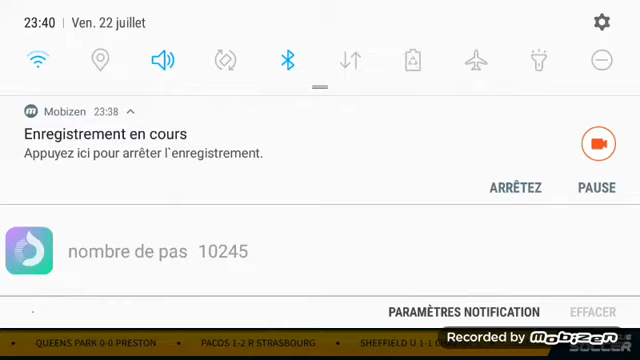 23:40 | Ven. 22 juillet
Mobizen 23:38
Enregistrement en cours
Appuyez ici pour arrêter l`enregistrement.
ARRÊTEZ PAUSE
nombre de pas 10245
PARAMÈTRES NOTIFICATION EFFACER
• QUEENS PARK 0-0 PRESTON • PACOS 1-2 R STRASBOURG • SHEFFIELD U 1-1
Recorded by mobizen
SOCCER